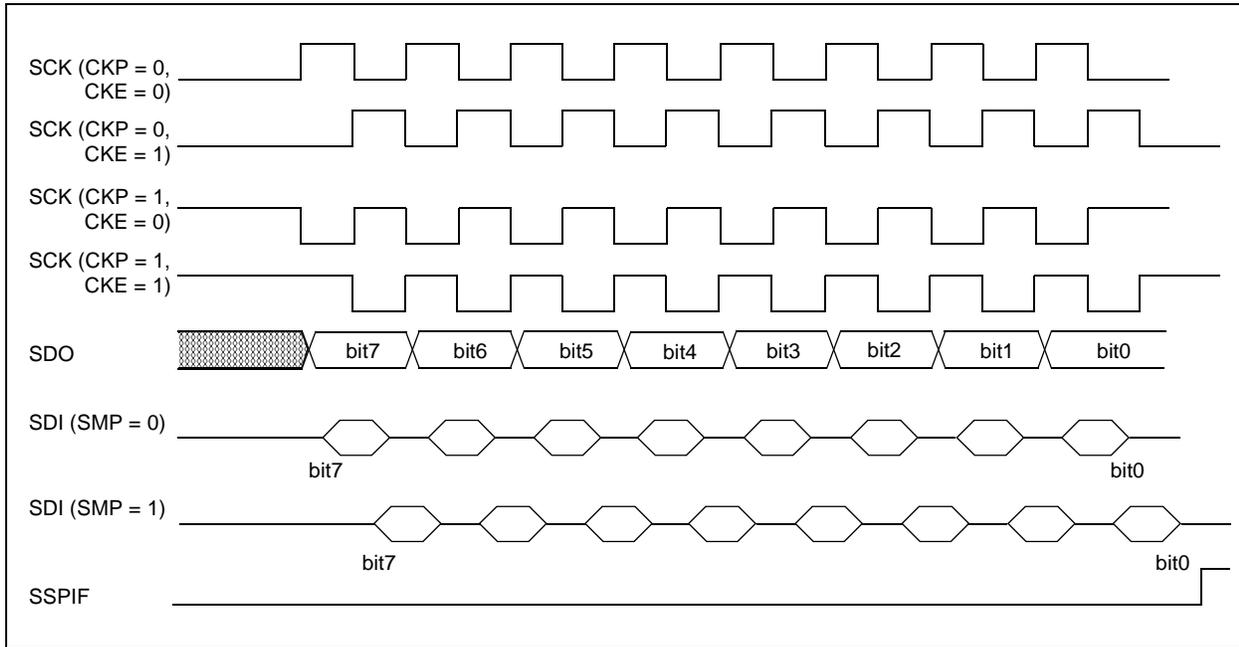 SCK (CKP = 0,
CKE = 0)
SCK (CKP = 0,
CKE = 1)
SCK (CKP = 1,
CKE = 0)
SCK (CKP = 1,
CKE = 1)
SDO bit7 bit6 bit5 bit4 bit3 bit2 bit1 bit0
SDI (SMP = 0)
bit7 bit0
SDI (SMP = 1)
bit7 bit0
SSPIF